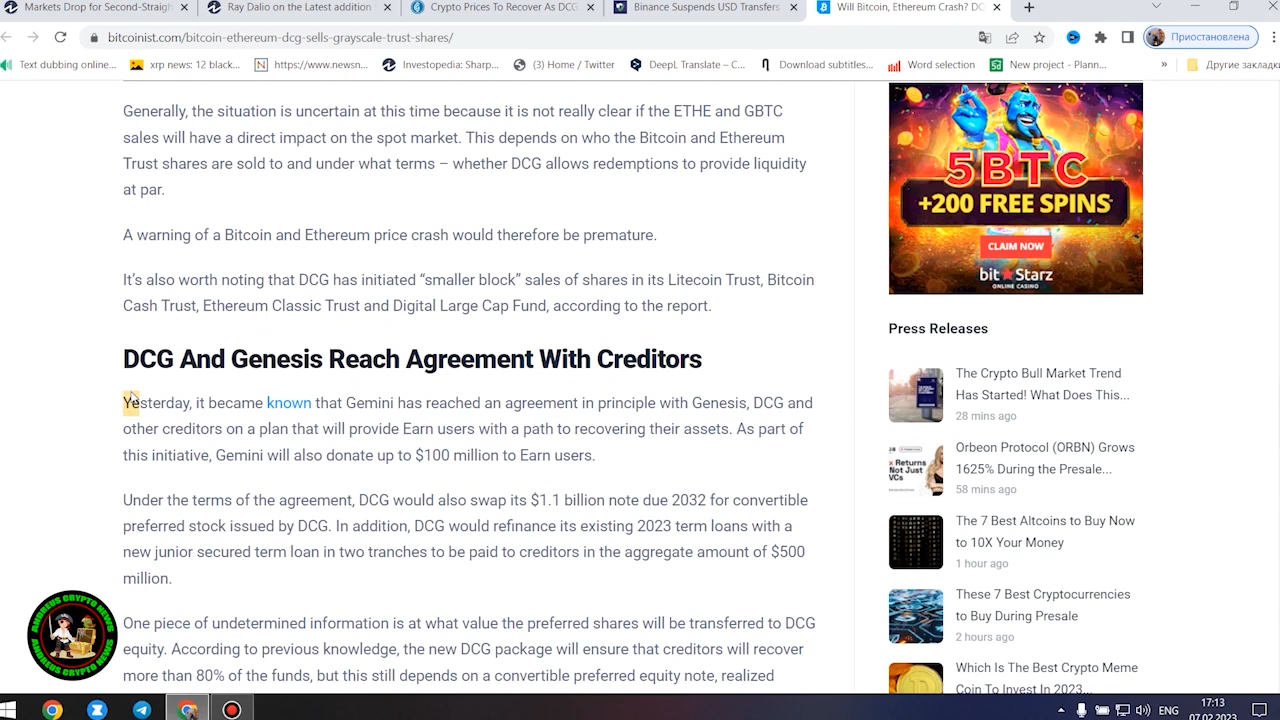 Markets Drop for Second-Straigh
Ray Dalio on the Latest addition
Crypto Prices To Recover As DCG
Binance Suspends USD Transfers
Will Bitcoin, Ethereum Crash? DC
bitcoinist.com/bitcoin-ethereum-dcg-sells-grayscale-trust-shares/
Приостановлена
Text dubbing online...
xrp news: 12 black...
https://www.newsn...
Investopedia: Sharp...
(3) Home / Twitter
DeepL Translate – C...
Download subtitles...
Word selection
New project - Plann...
»
Другие закладки
Generally, the situation is uncertain at this time because it is not really clear if the ETHE and GBTC
sales will have a direct impact on the spot market. This depends on who the Bitcoin and Ethereum
Trust shares are sold to and under what terms – whether DCG allows redemptions to provide liquidity
at par.
A warning of a Bitcoin and Ethereum price crash would therefore be premature.
It's also worth noting that DCG has initiated “smaller block” sales of shares in its Litecoin Trust, Bitcoin
Cash Trust, Ethereum Classic Trust and Digital Large Cap Fund, according to the report.
DCG And Genesis Reach Agreement With Creditors
Yesterday, it became known that Gemini has reached an agreement in principle with Genesis, DCG and
other creditors on a plan that will provide Earn users with a path to recovering their assets. As part of
this initiative, Gemini will also donate up to $100 million to Earn users.
Under the terms of the agreement, DCG would also swap its $1.1 billion note due 2032 for convertible
preferred stock issued by DCG. In addition, DCG would refinance its existing 2023 term loans with a
new junior secured term loan in two tranches to be paid to creditors in the aggregate amount of $500
million.
One piece of undetermined information is at what value the preferred shares will be transferred to DCG
equity. According to previous knowledge, the new DCG package will ensure that creditors will recover
more than 80% of the funds, but this still depends on a convertible preferred equity note, realized
5BTC
+200 FREE SPINS
CLAIM NOW
bitStarz
ONLINE CASINO
Press Releases
The Crypto Bull Market Trend
Has Started! What Does This...
28 mins ago
Returns
Not Just
VCs
Orbeon Protocol (ORBN) Grows
1625% During the Presale...
58 mins ago
The 7 Best Altcoins to Buy Now
to 10X Your Money
1 hour ago
These 7 Best Cryptocurrencies
to Buy During Presale
2 hours ago
Which Is The Best Crypto Meme
Coin To Invest In 2023...
ANDREUS CRYPTO NEWS
ANDREUS CRYPTO NEWS
ENG
17:13
07.02.2023